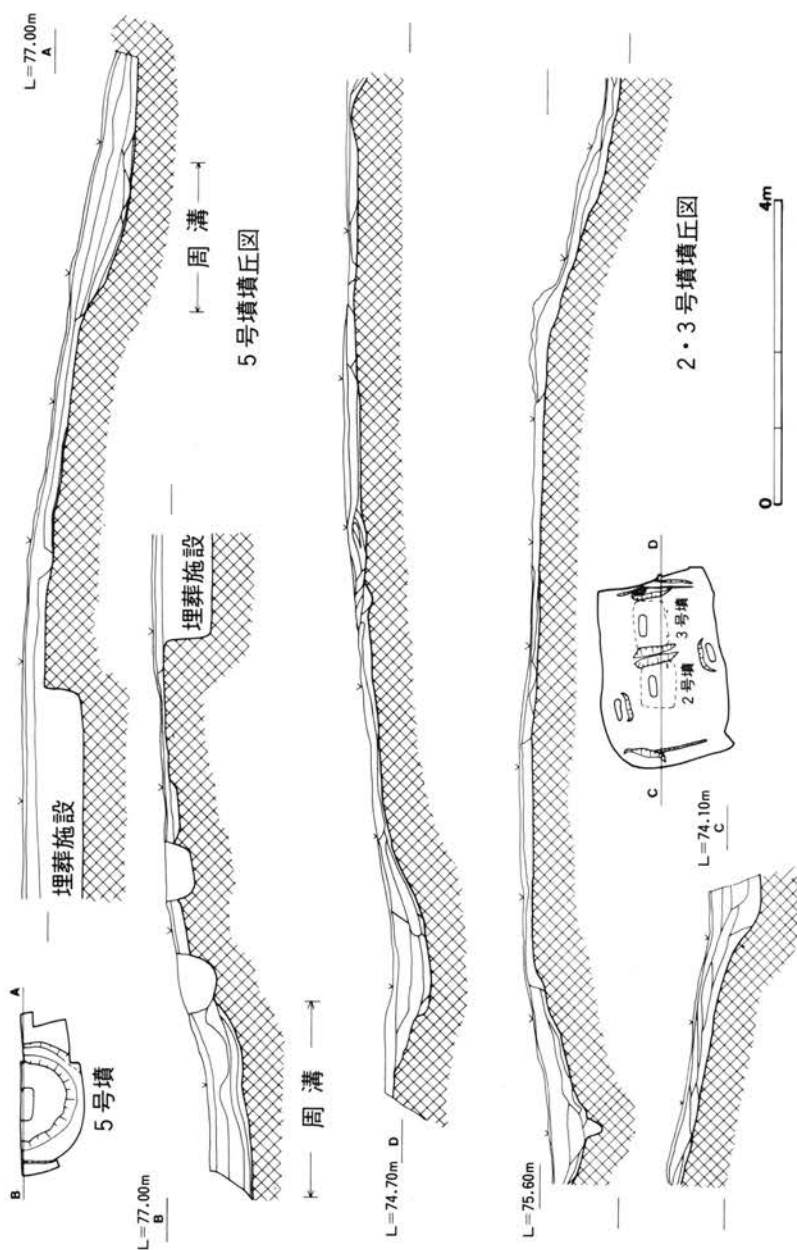 L=77.00m
A
周溝
5号墳墳丘図
埋葬施設
埋葬施設
B
A
5号墳
周溝
L=77.00m
B
L=74.70m
D
L=75.60m
2・3号墳墳丘図
0
4m
C
D
2号墳
3号墳
L=74.10m
C